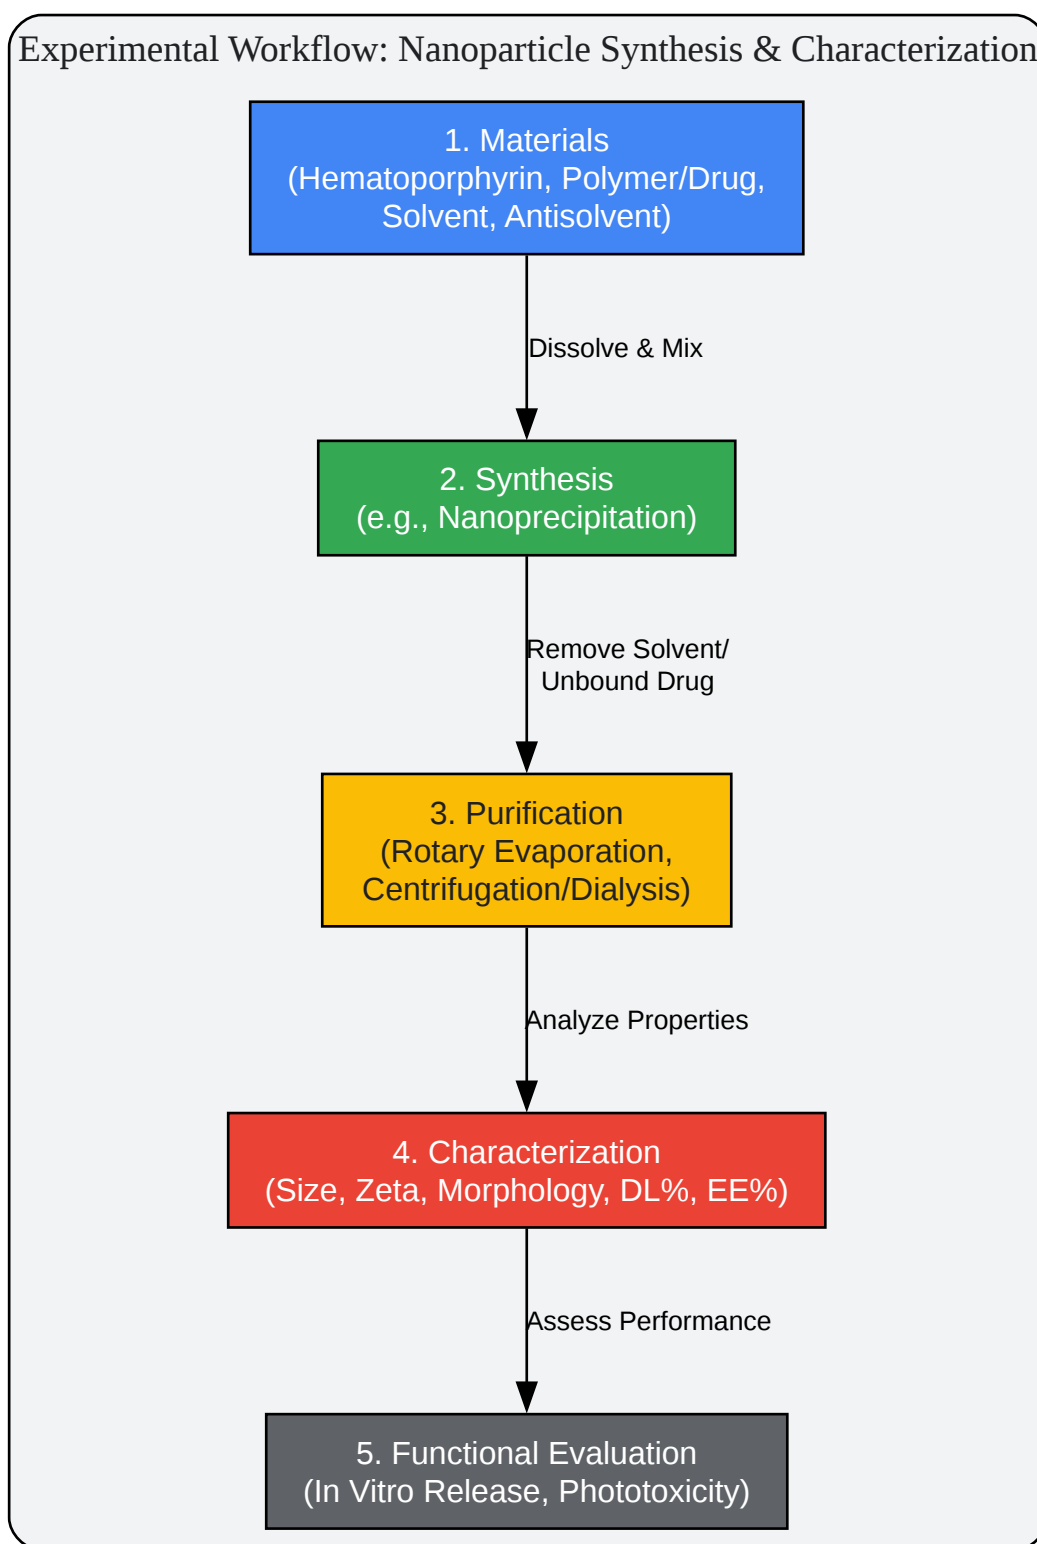 Experimental Workflow: Nanoparticle Synthesis & Characterization
1. Materials
(Hematoporphyrin, Polymer/Drug,
Solvent, Antisolvent)
Dissolve & Mix
2. Synthesis
(e.g., Nanoprecipitation)
Remove Solvent/
Unbound Drug
3. Purification
(Rotary Evaporation,
Centrifugation/Dialysis)
Analyze Properties
4. Characterization
(Size, Zeta, Morphology, DL%, EE%)
Assess Performance
5. Functional Evaluation
(In Vitro Release, Phototoxicity)